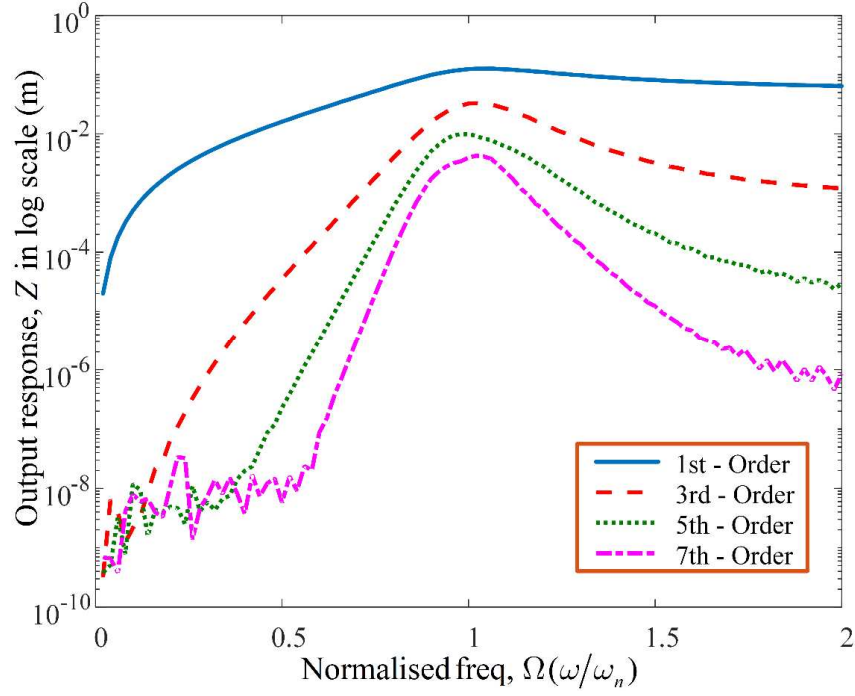 Output response, Z in log scale (m)
10^0
10^-2
10^-4
10^-6
10^-8
10^-10
0
0.5
1
1.5
2
Normalised freq, Ω(ω/ω_n)
1st - Order
3rd - Order
5th - Order
7th - Order